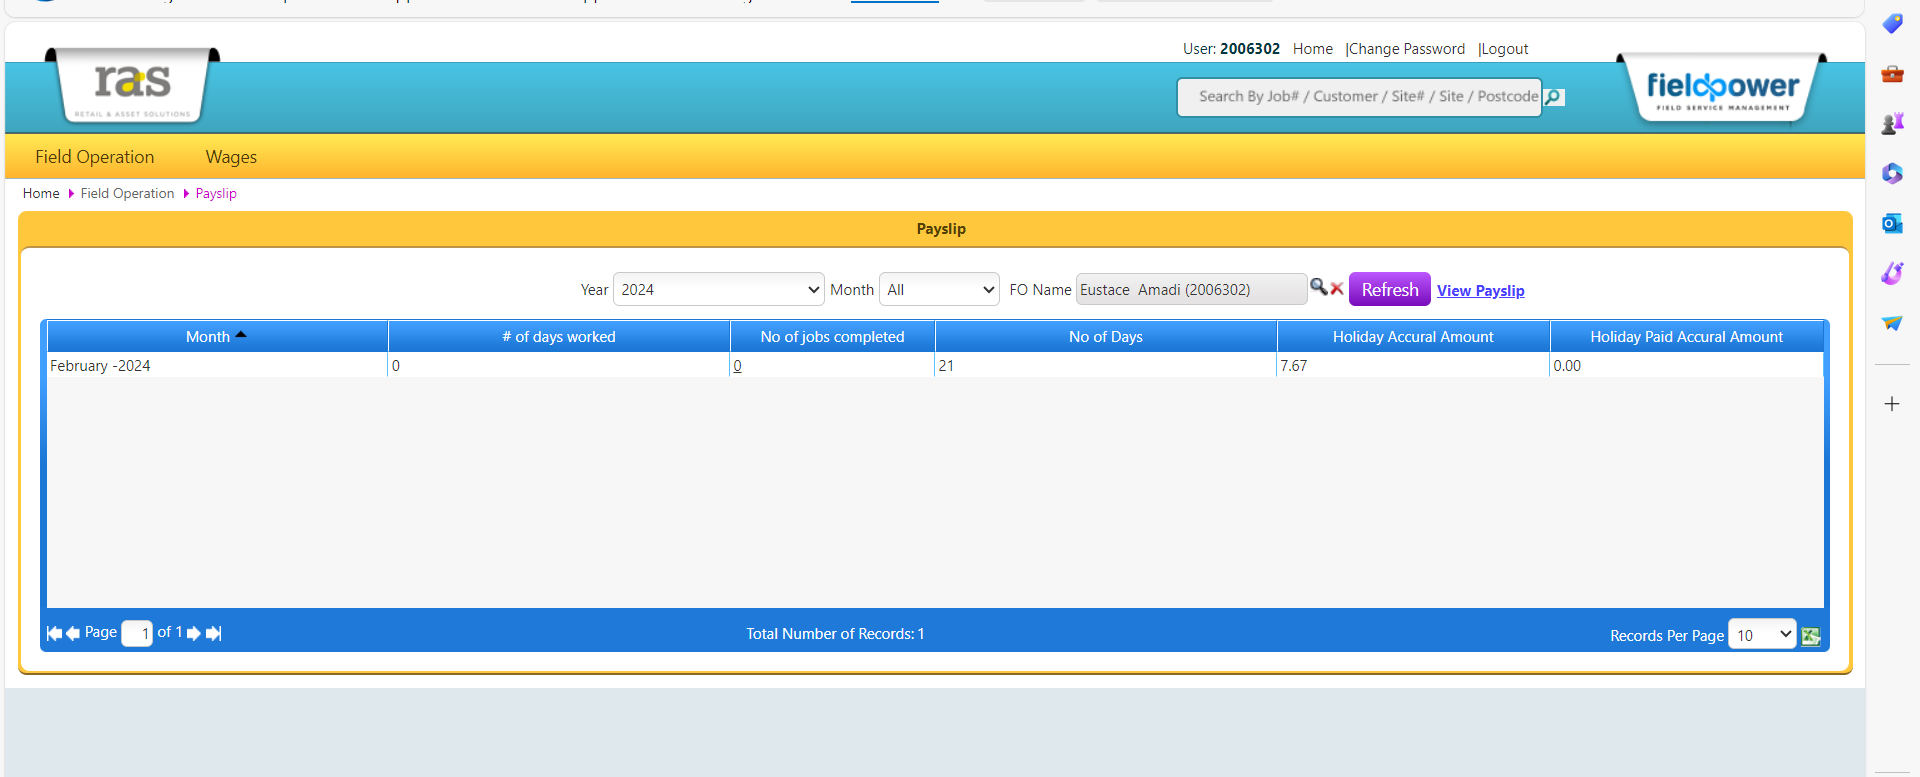 User: 2006302 Home |Change Password |Logout
ras
RETAIL & ASSET SOLUTIONS
Search By Job# / Customer / Site# / Site / Postcode
fieldpower
FIELD SERVICE MANAGEMENT
Field Operation Wages
Home Field Operation Payslip
Payslip
Year 2024 Month All FO Name Eustace Amadi (2006302) Refresh View Payslip
Month # of days worked No of jobs completed No of Days Holiday Accural Amount Holiday Paid Accural Amount
February -2024 0 0 21 7.67 0.00
Page 1 of 1 Total Number of Records: 1 Records Per Page 10